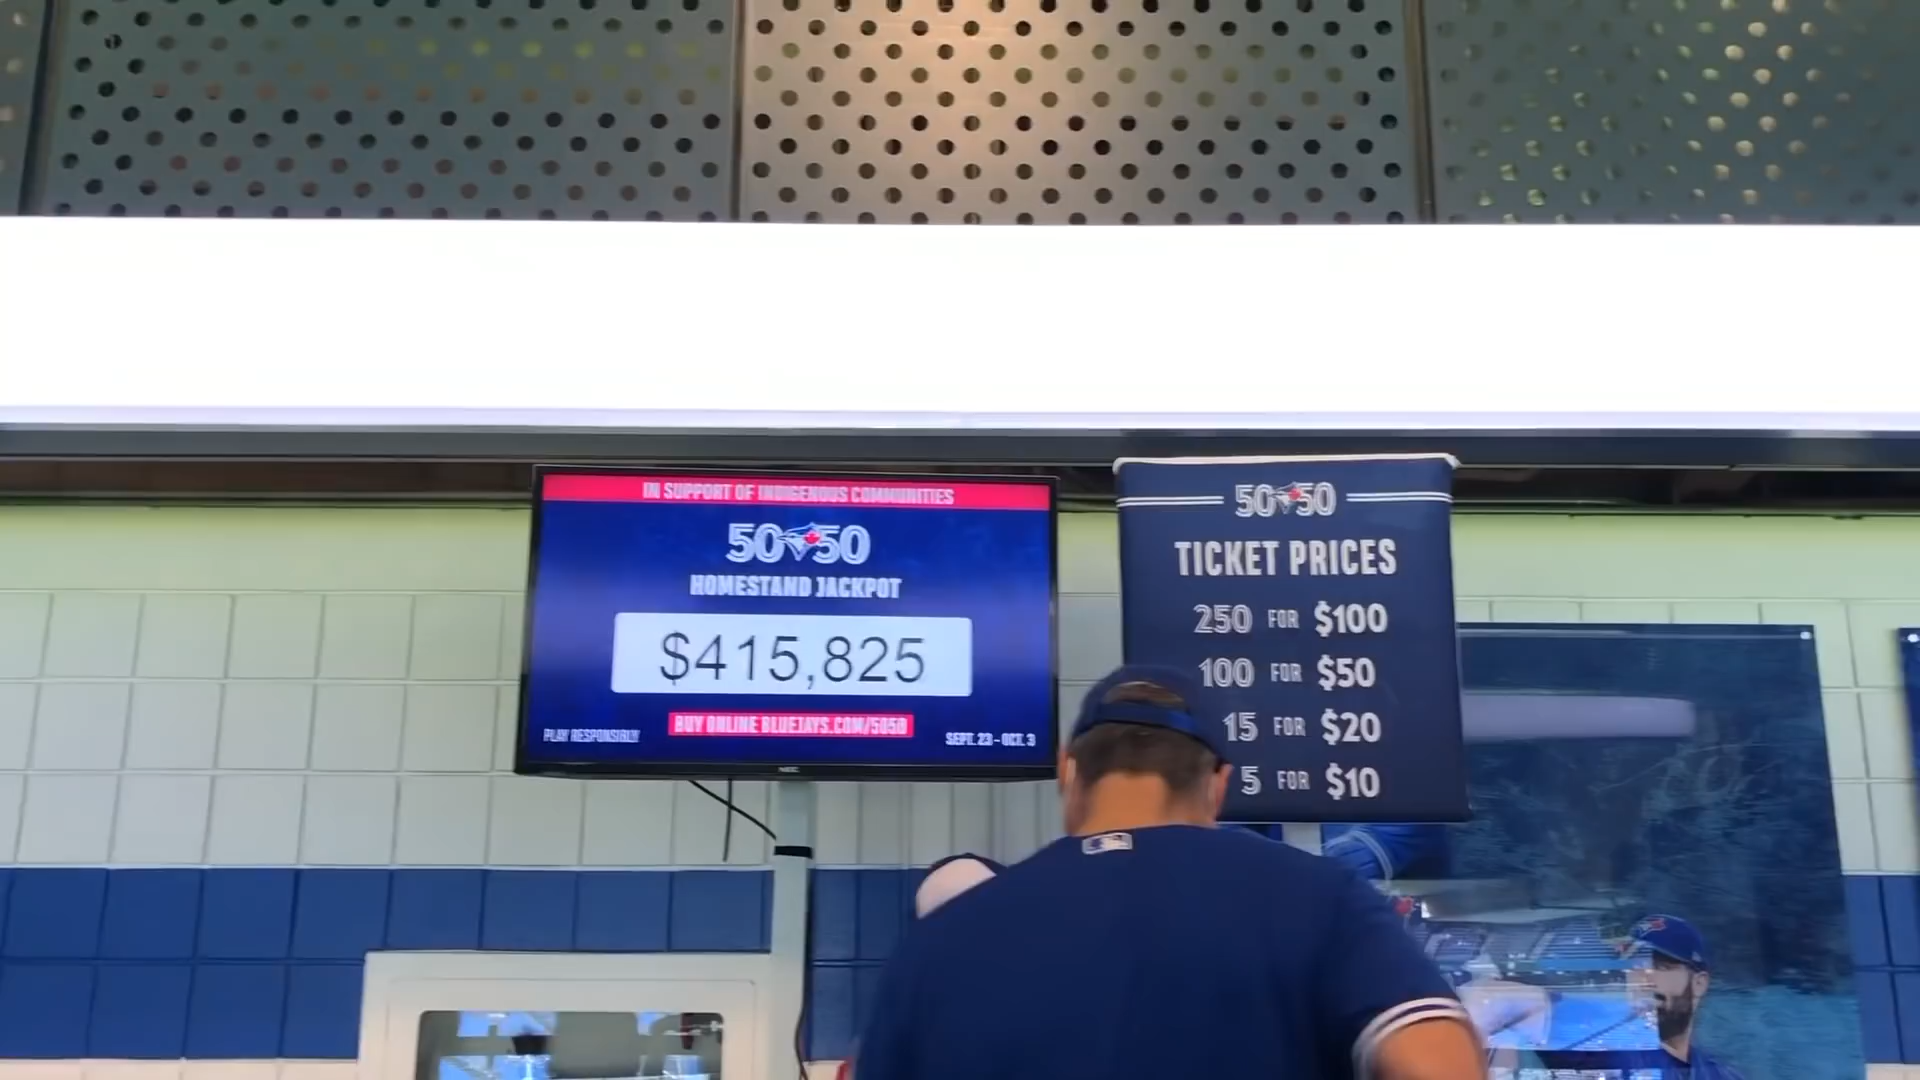 IN SUPPORT OF INDIGENOUS COMMUNITIES
50 50
HOMESTAND JACKPOT
$415,825
BUY ONLINE BLUEJAYS.COM/5050
PLAY RESPONSIBLY
SEPT. 23 - OCT. 3
NEC
50 50
TICKET PRICES
250 FOR $100
100 FOR $50
15 FOR $20
5 FOR $10